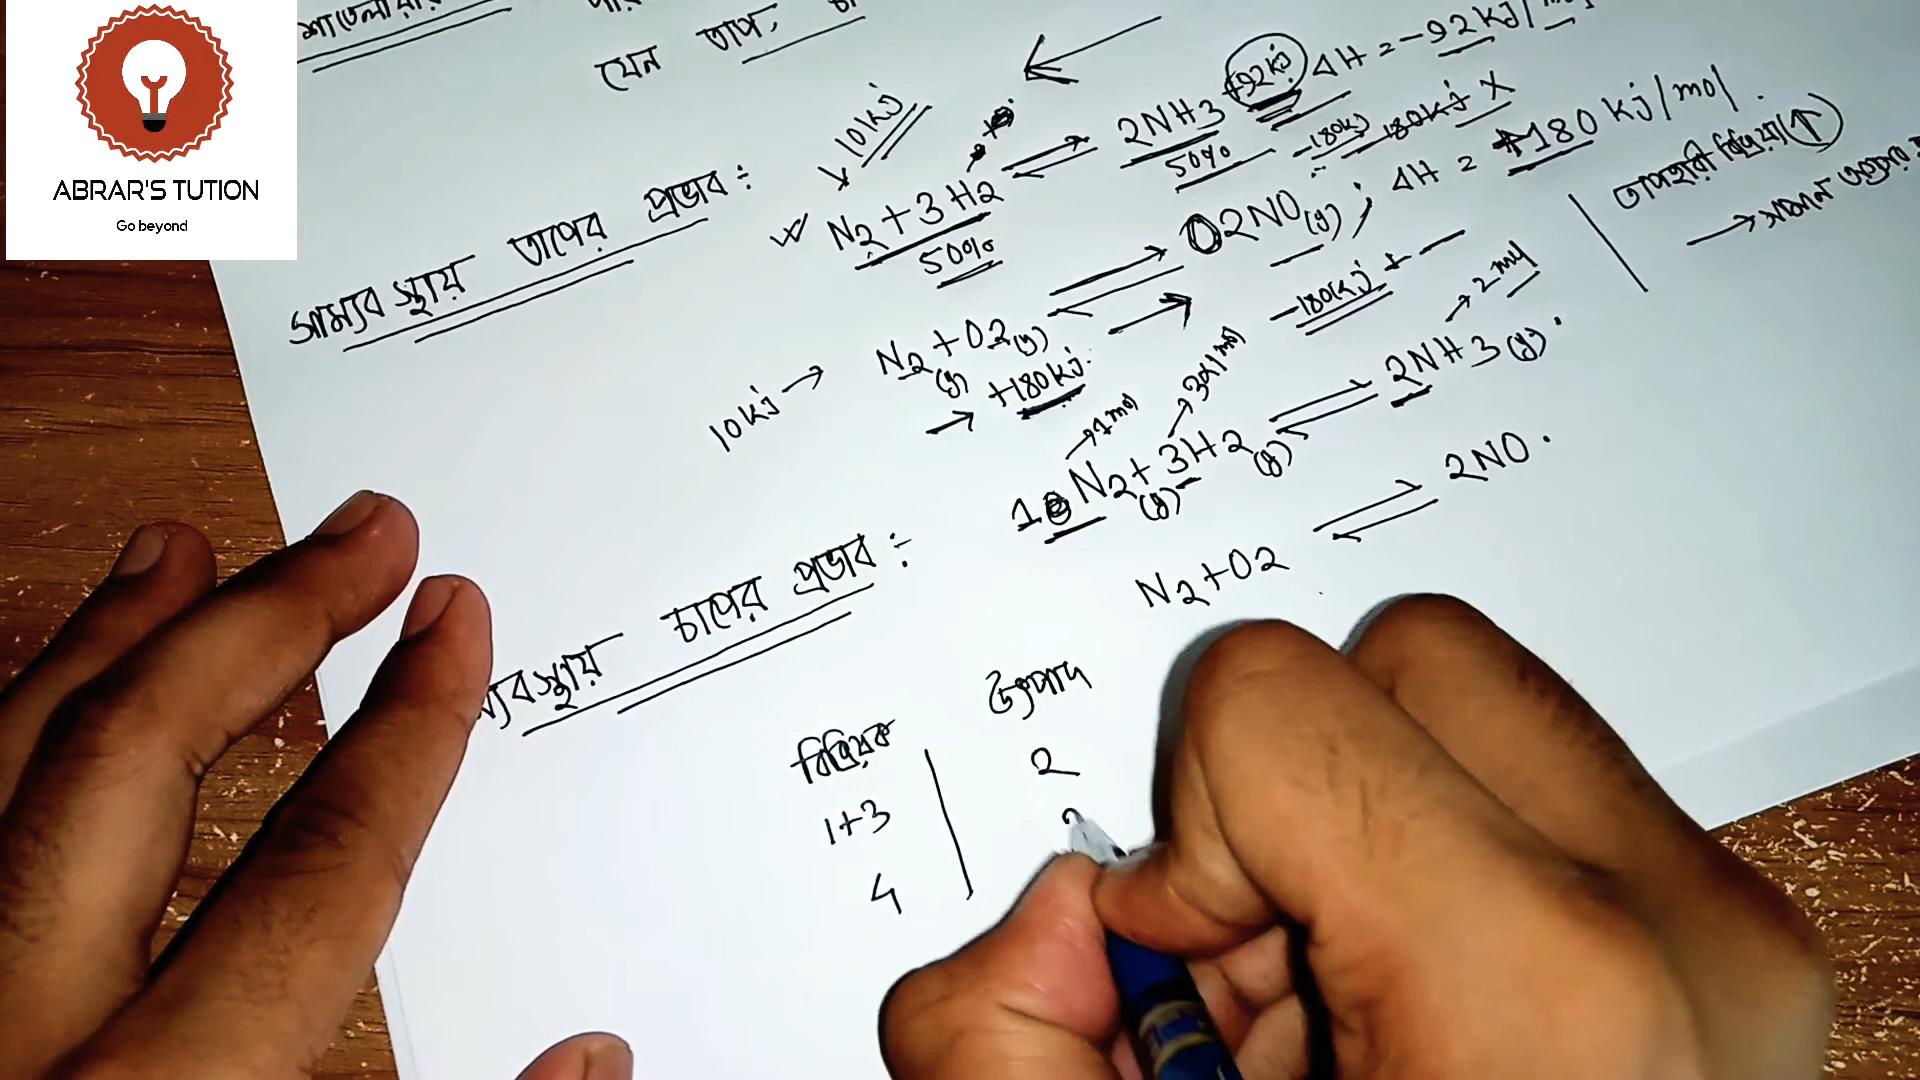 ABRAR'S TUTION
Go beyond
যেন তাপ,
সাম্যবস্থায় তাপের প্রভাব :
10kj
N2 + 3H2 ⇌ 2NH3 +92kj ΔH = -92kj/
50% 50%
-180kj 180kj X
N2(g) + O2(g) ⇌ 2NO(g) ; ΔH = +180 kj/mol
10kj → → +180kj. -180kj + -
তাপহারী বিক্রিয়া (↑)
→ 1mol → 3x1mol → 2mol
1 N2(g) + 3H2(g) ⇌ 2NH3(g).
চাপের প্রভাব :
N2 + O2 ⇌ 2NO.
বিক্রিয়ক উৎপাদ
1+3 2
4